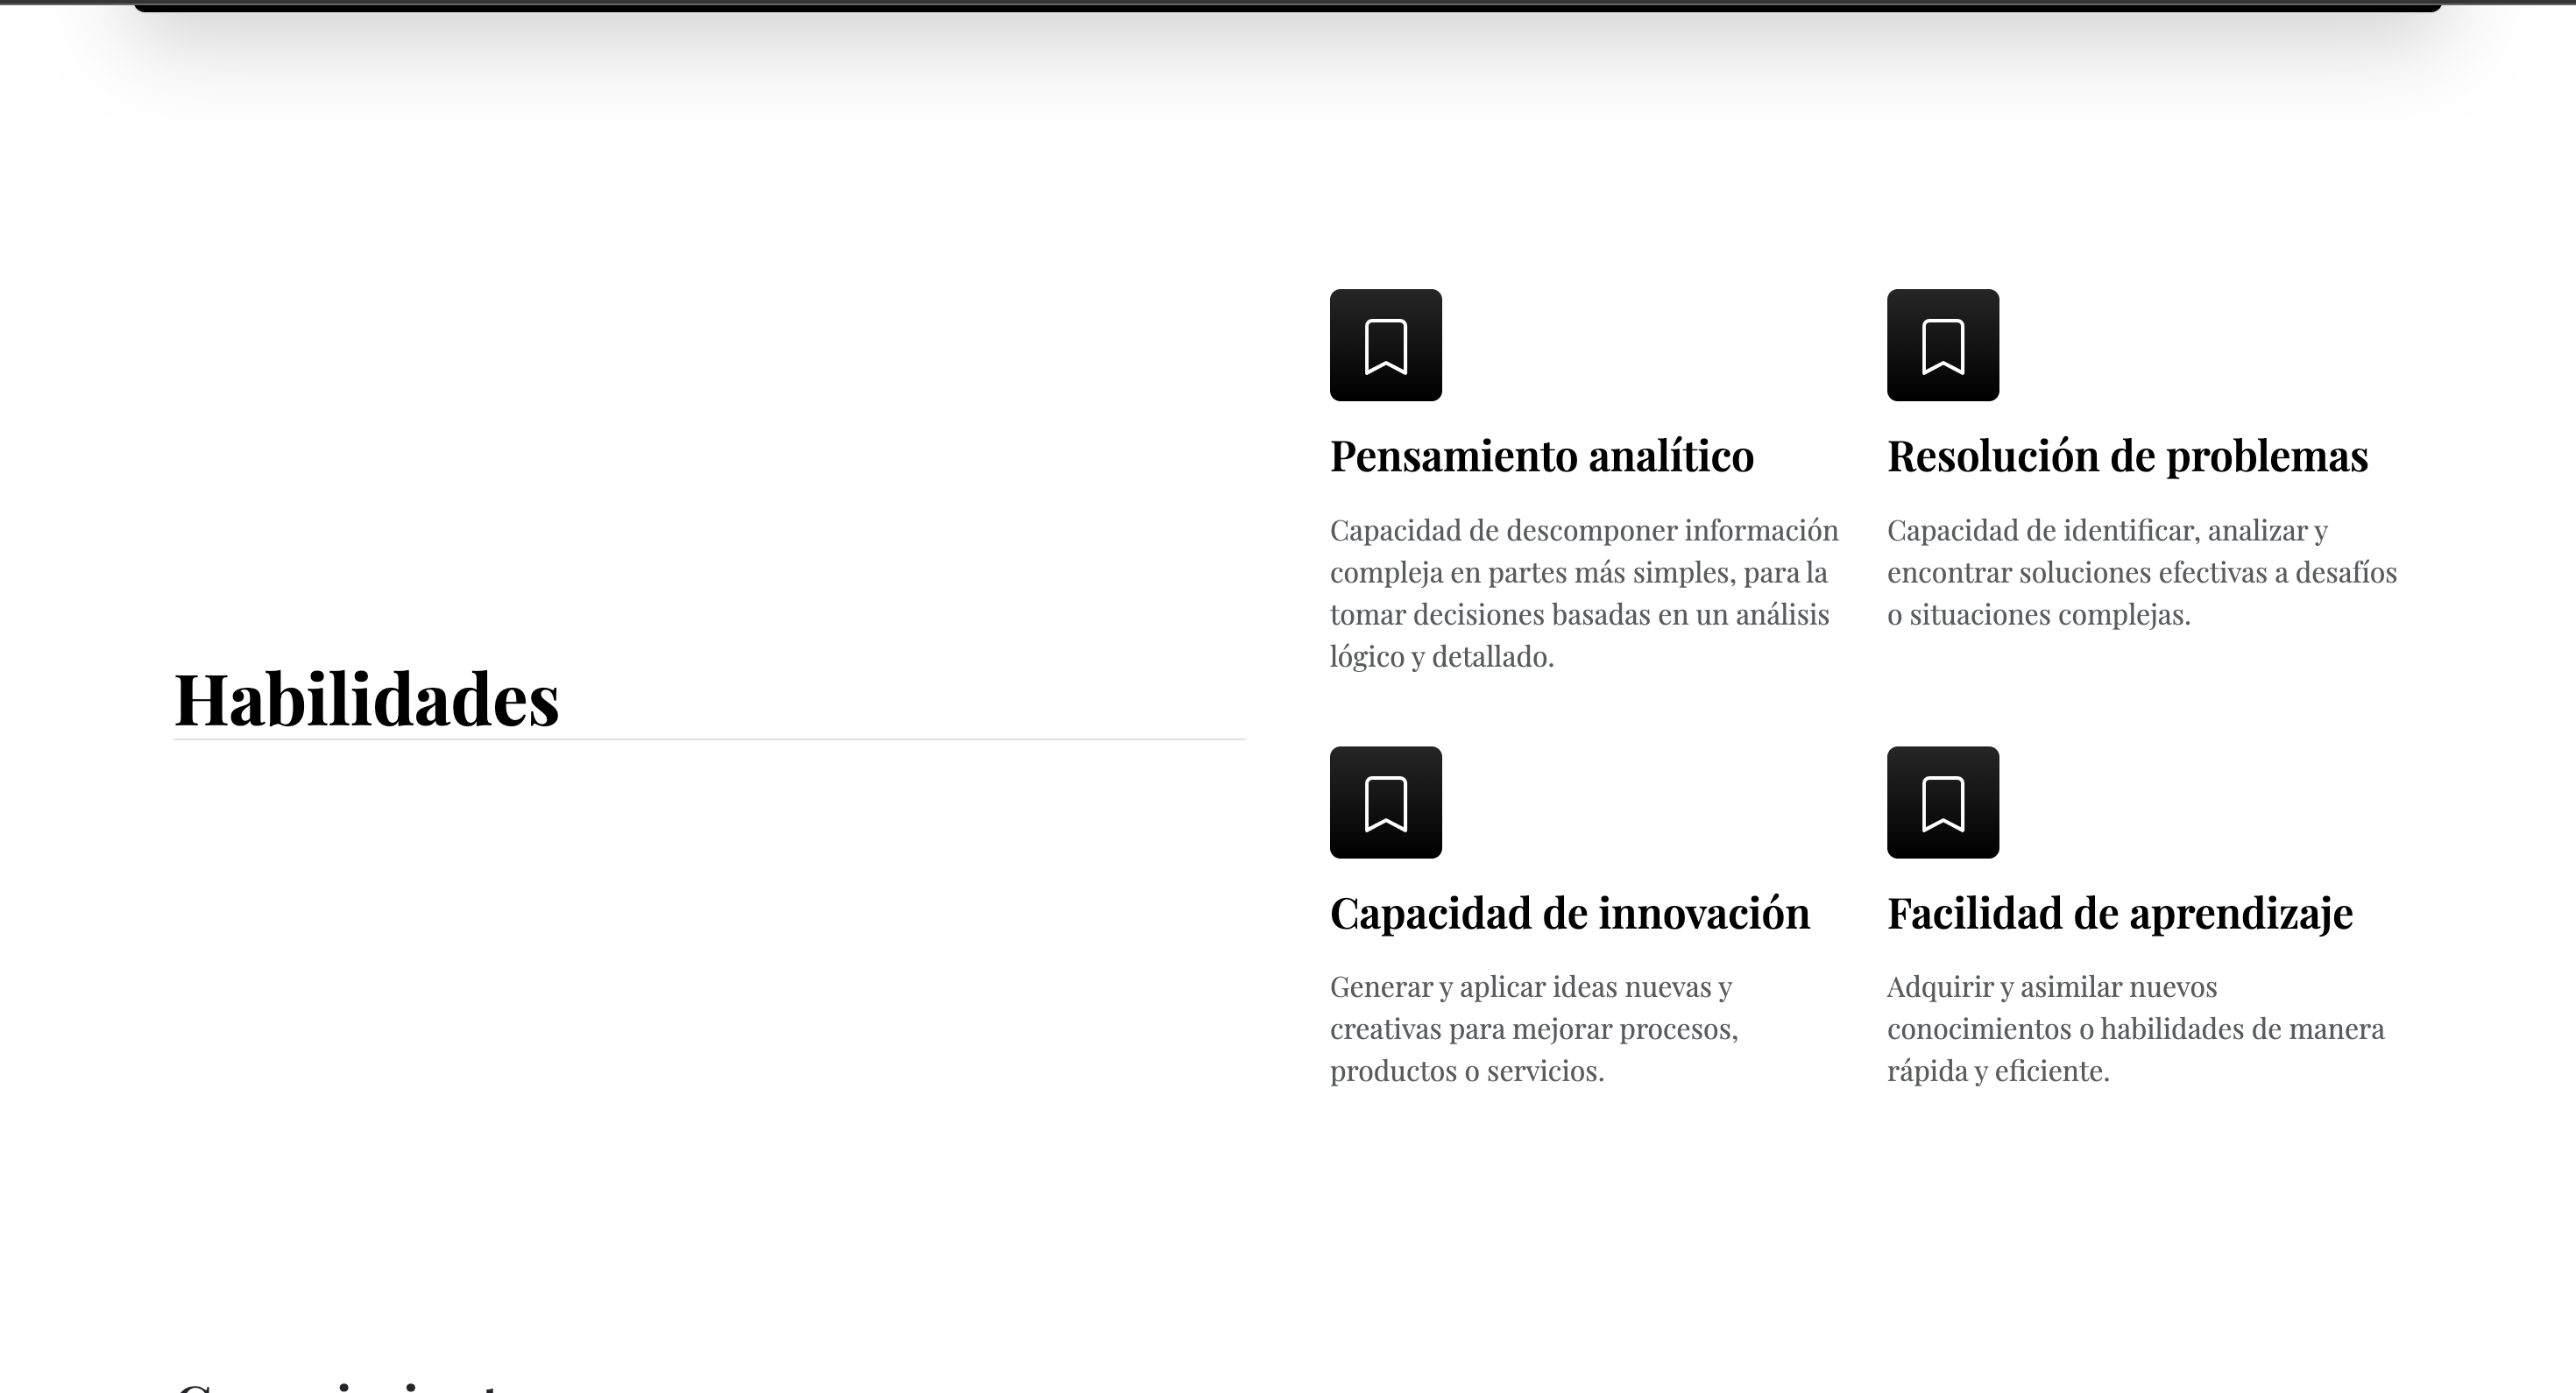 Habilidades
Pensamiento analítico
Capacidad de descomponer información
compleja en partes más simples, para la
tomar decisiones basadas en un análisis
lógico y detallado.
Resolución de problemas
Capacidad de identificar, analizar y
encontrar soluciones efectivas a desafíos
o situaciones complejas.
Capacidad de innovación
Generar y aplicar ideas nuevas y
creativas para mejorar procesos,
productos o servicios.
Facilidad de aprendizaje
Adquirir y asimilar nuevos
conocimientos o habilidades de manera
rápida y eficiente.